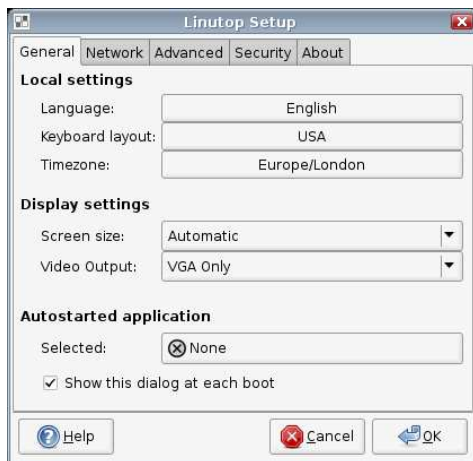 Linutop Setup
General Network Advanced Security About
Local settings
Language: English
Keyboard layout: USA
Timezone: Europe/London
Display settings
Screen size: Automatic
Video Output: VGA Only
Autostarted application
Selected: None
Show this dialog at each boot
Help Cancel OK